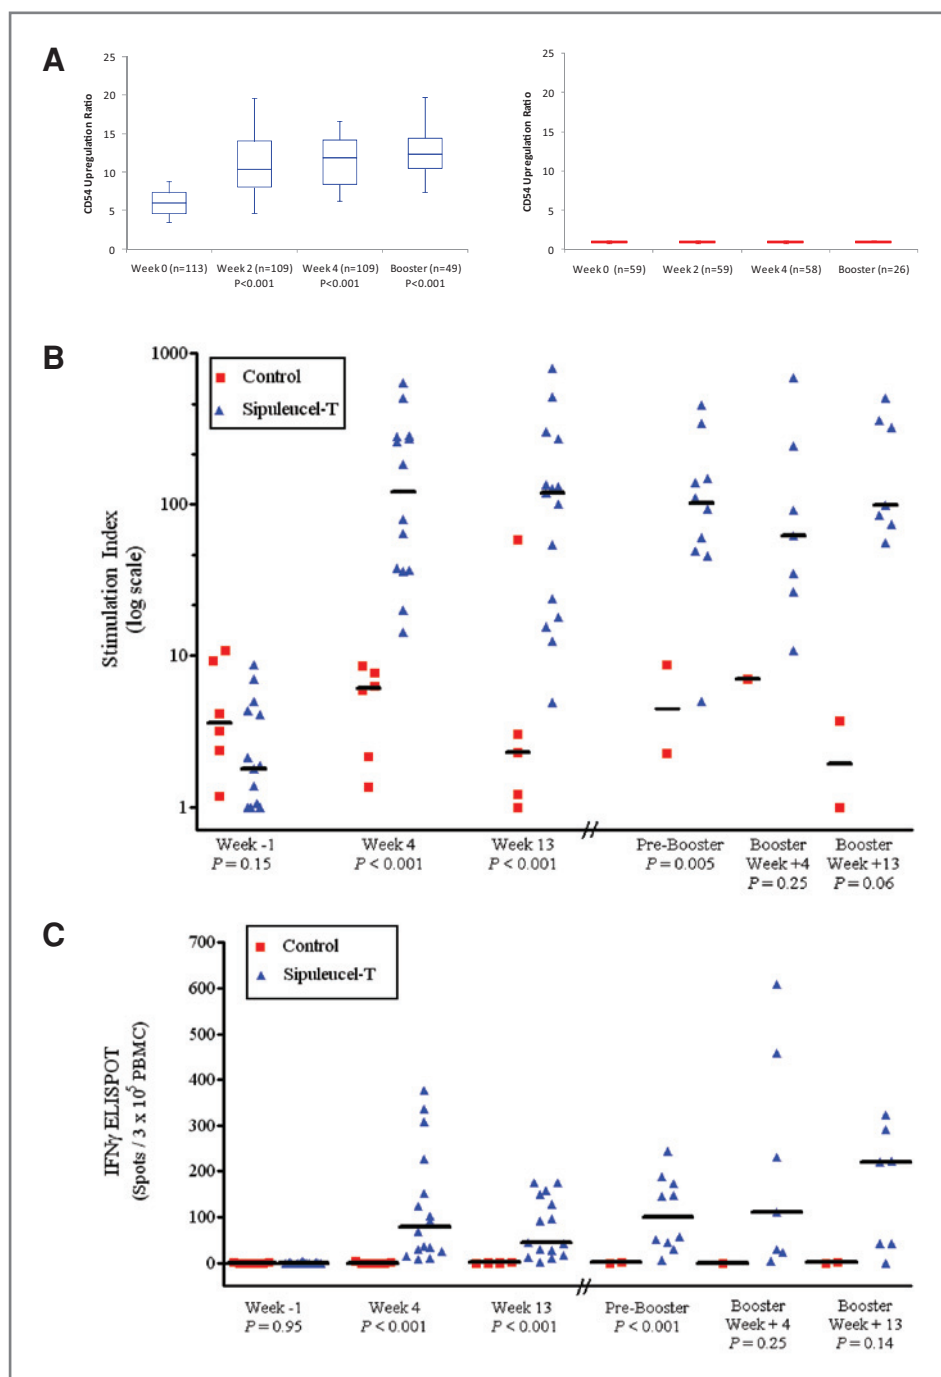 A
CD54 Upregulation Ratio
25
20
15
10
5
0
Week 0 (n=113)
Week 2 (n=109)
P<0.001
Week 4 (n=109)
P<0.001
Booster (n=49)
P<0.001
CD54 Upregulation Ratio
25
20
15
10
5
0
Week 0 (n=59)
Week 2 (n=59)
Week 4 (n=58)
Booster (n=26)
B
Stimulation Index
(log scale)
1000
100
10
1
Control
Sipuleucel-T
Week -1
P = 0.15
Week 4
P < 0.001
Week 13
P < 0.001
Pre-Booster
P = 0.005
Booster
Week +4
P = 0.25
Booster
Week +13
P = 0.06
C
IFNγ ELISPOT
(Spots / 3 x 10⁵ PBMC)
700
600
500
400
300
200
100
0
Control
Sipuleucel-T
Week -1
P = 0.95
Week 4
P < 0.001
Week 13
P < 0.001
Pre-Booster
P < 0.001
Booster
Week + 4
P = 0.25
Booster
Week + 13
P = 0.14